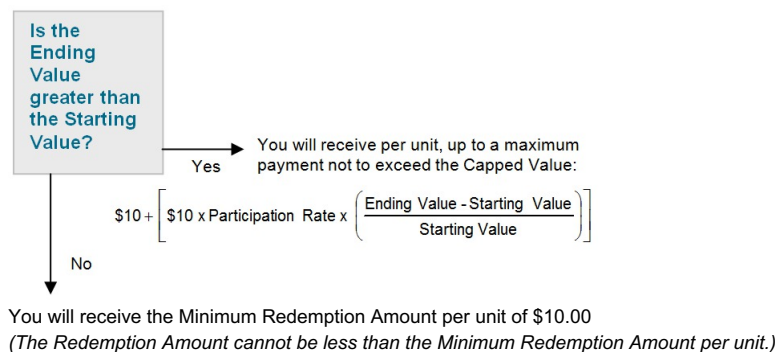 Is the
Ending
Value
greater than
the Starting
Value?
Yes
You will receive per unit, up to a maximum
payment not to exceed the Capped Value:
$10 + [ $10 x Participation Rate x ( Ending Value - Starting Value
Starting Value ) ]
No
You will receive the Minimum Redemption Amount per unit of $10.00
(The Redemption Amount cannot be less than the Minimum Redemption Amount per unit.)